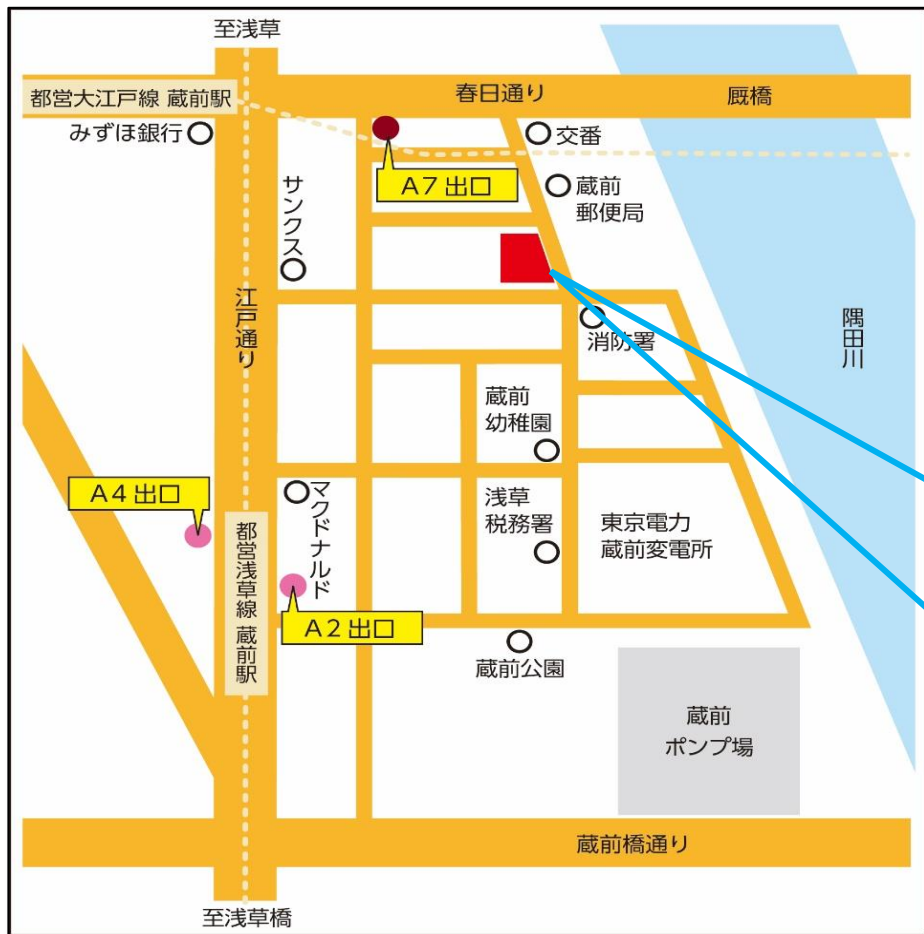 至浅草
都営大江戸線 蔵前駅
春日通り
厩橋
みずほ銀行
交番
A7 出口
蔵前
郵便局
サンクス
江戸通り
隅田川
消防署
蔵前
幼稚園
A4 出口
マクドナルド
浅草
税務署
東京電力
蔵前変電所
都営浅草線 蔵前駅
A2 出口
蔵前公園
蔵前
ポンプ場
蔵前橋通り
至浅草橋